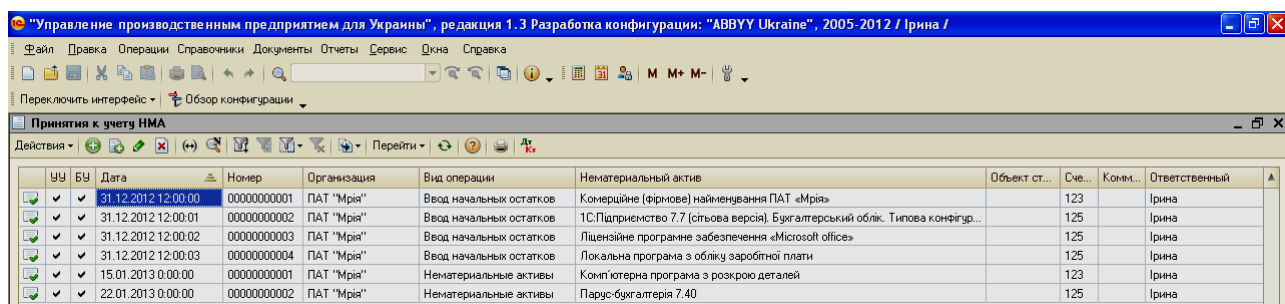 "Управление производственным предприятием для Украины", редакция 1.3 Разработка конфигурации: "ABBYY Ukraine", 2005-2012 / Ірина /
Файл Правка Операции Справочники Документы Отчеты Сервис Окна Справка
M M+ M-
Переключить интерфейс Обзор конфигурации
Принятия к учету НМА
Действия Перейти Дт Кт
УУ БУ Дата Номер Организация Вид операции Нематериальный актив Объект ст... Сче... Комм... Ответственный
31.12.2012 12:00:00 00000000001 ПАТ "Мрія" Ввод начальных остатков Комерційне (фірмове) найменування ПАТ «Мрія» 123 Ірина
31.12.2012 12:00:01 00000000002 ПАТ "Мрія" Ввод начальных остатков 1С:Підприємство 7.7 (сітьова версія). Бухгалтерський облік. Типова конфігур... 125 Ірина
31.12.2012 12:00:02 00000000003 ПАТ "Мрія" Ввод начальных остатков Ліцензійне програмне забезпечення «Microsoft office» 125 Ірина
31.12.2012 12:00:03 00000000004 ПАТ "Мрія" Ввод начальных остатков Локальна програма з обліку заробітної плати 125 Ірина
15.01.2013 0:00:00 00000000001 ПАТ "Мрія" Нематериальные активы Комп'ютерна програма з розкрою деталей 123 Ірина
22.01.2013 0:00:00 00000000002 ПАТ "Мрія" Нематериальные активы Парус-бухгалтерія 7.40 125 Ірина